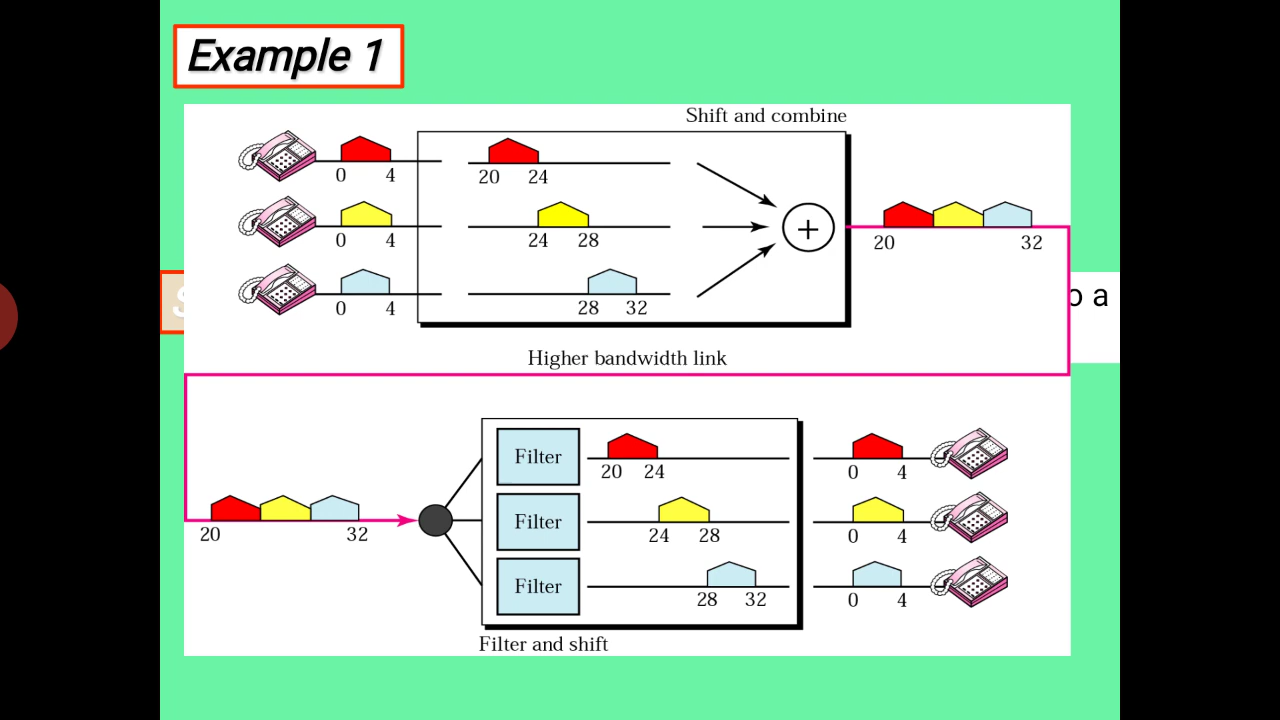 Example 1
Shift and combine
0 4 20 24
0 4 24 28 + 20 32
0 4 28 32
o a
Higher bandwidth link
Filter 20 24 0 4
20 32 Filter 24 28 0 4
Filter 28 32 0 4
Filter and shift